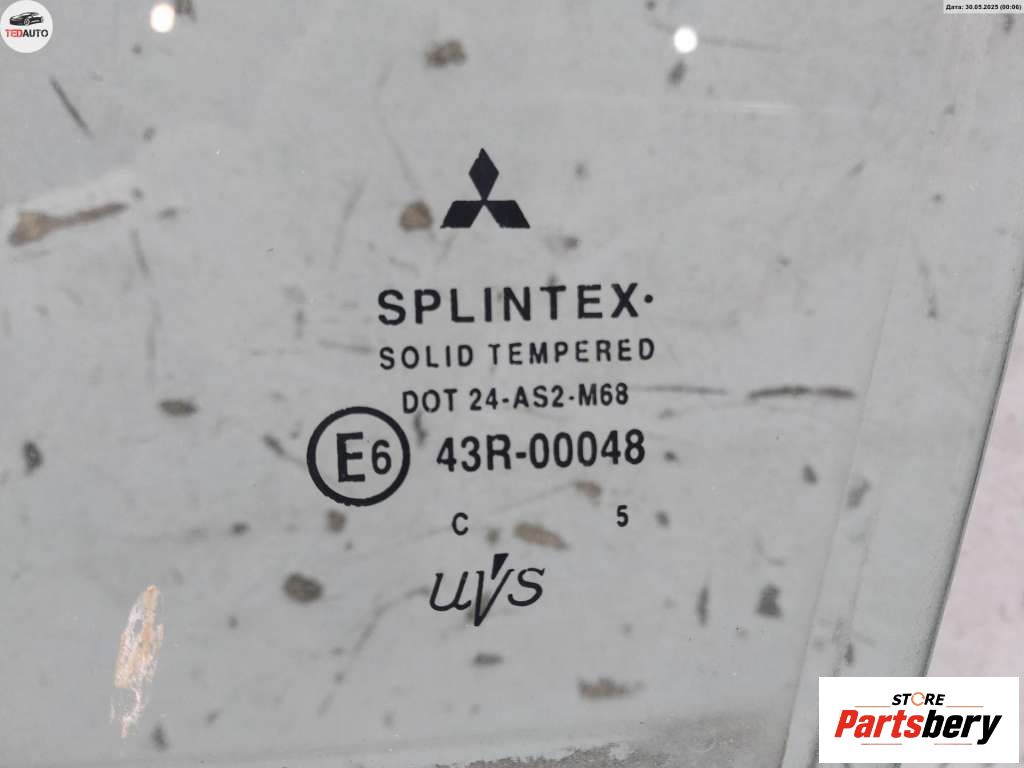 TEDAUTO
Дата: 30.05.2025 (00:06)
SPLINTEX·
SOLID TEMPERED
DOT 24-AS2-M68
E6 43R-00048
C 5
uVs
STORE
Partsbery